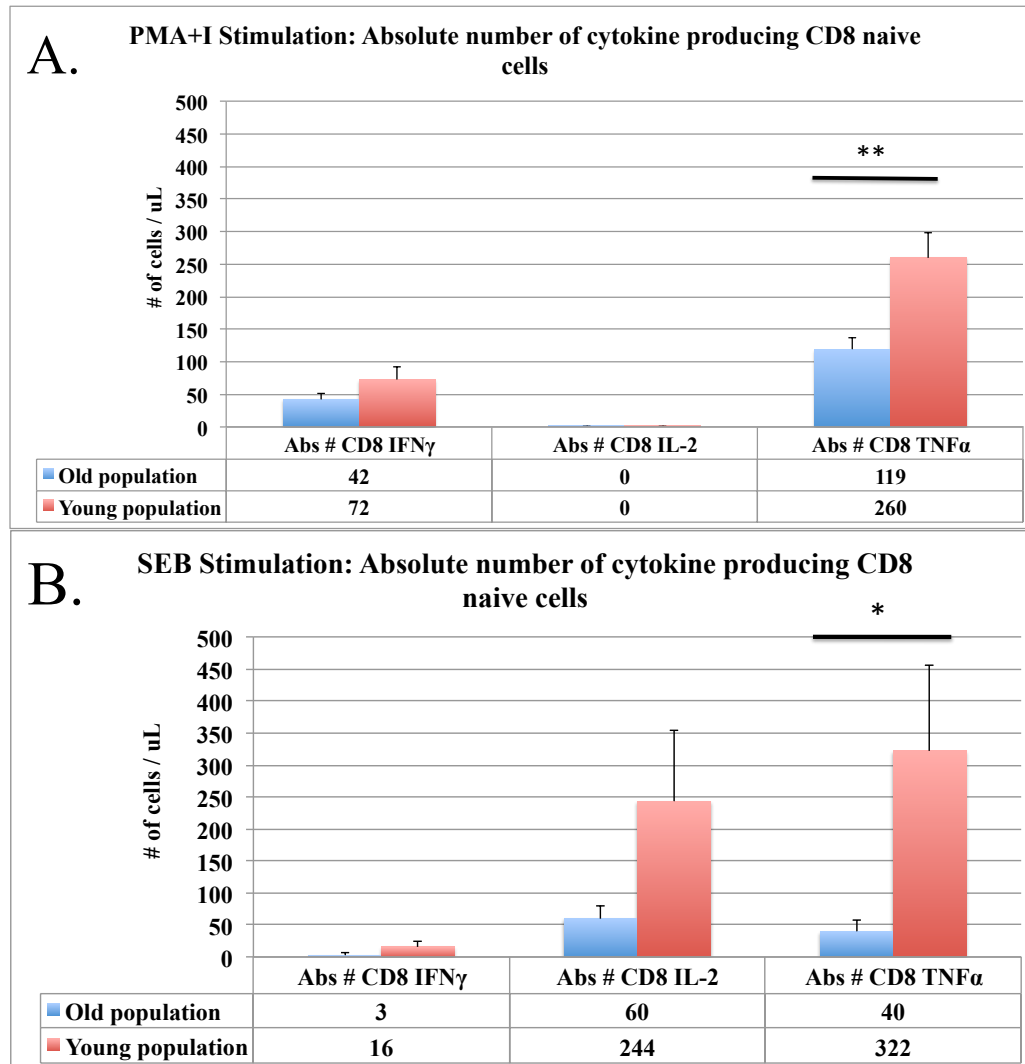 A.
PMA+I Stimulation: Absolute number of cytokine producing CD8 naive
cells
# of cells / uL
500
450
400
350
300
250
200
150
100
50
0
**
Abs # CD8 IFNγ Abs # CD8 IL-2 Abs # CD8 TNFα
Old population 42 0 119
Young population 72 0 260
B.
SEB Stimulation: Absolute number of cytokine producing CD8
naive cells
# of cells / uL
500
450
400
350
300
250
200
150
100
50
0
*
Abs # CD8 IFNγ Abs # CD8 IL-2 Abs # CD8 TNFα
Old population 3 60 40
Young population 16 244 322